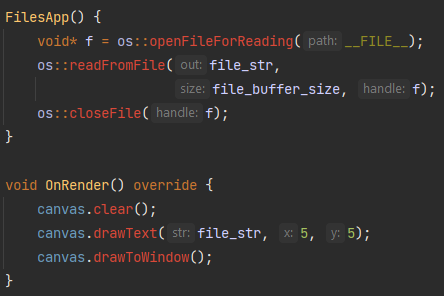 FilesApp() {
void* f = os::openFileForReading( path: __FILE__);
os::readFromFile( out: file_str,
size: file_buffer_size, handle: f);
os::closeFile( handle: f);
}
void OnRender() override {
canvas.clear();
canvas.drawText( str: file_str, x: 5, y: 5);
canvas.drawToWindow();
}